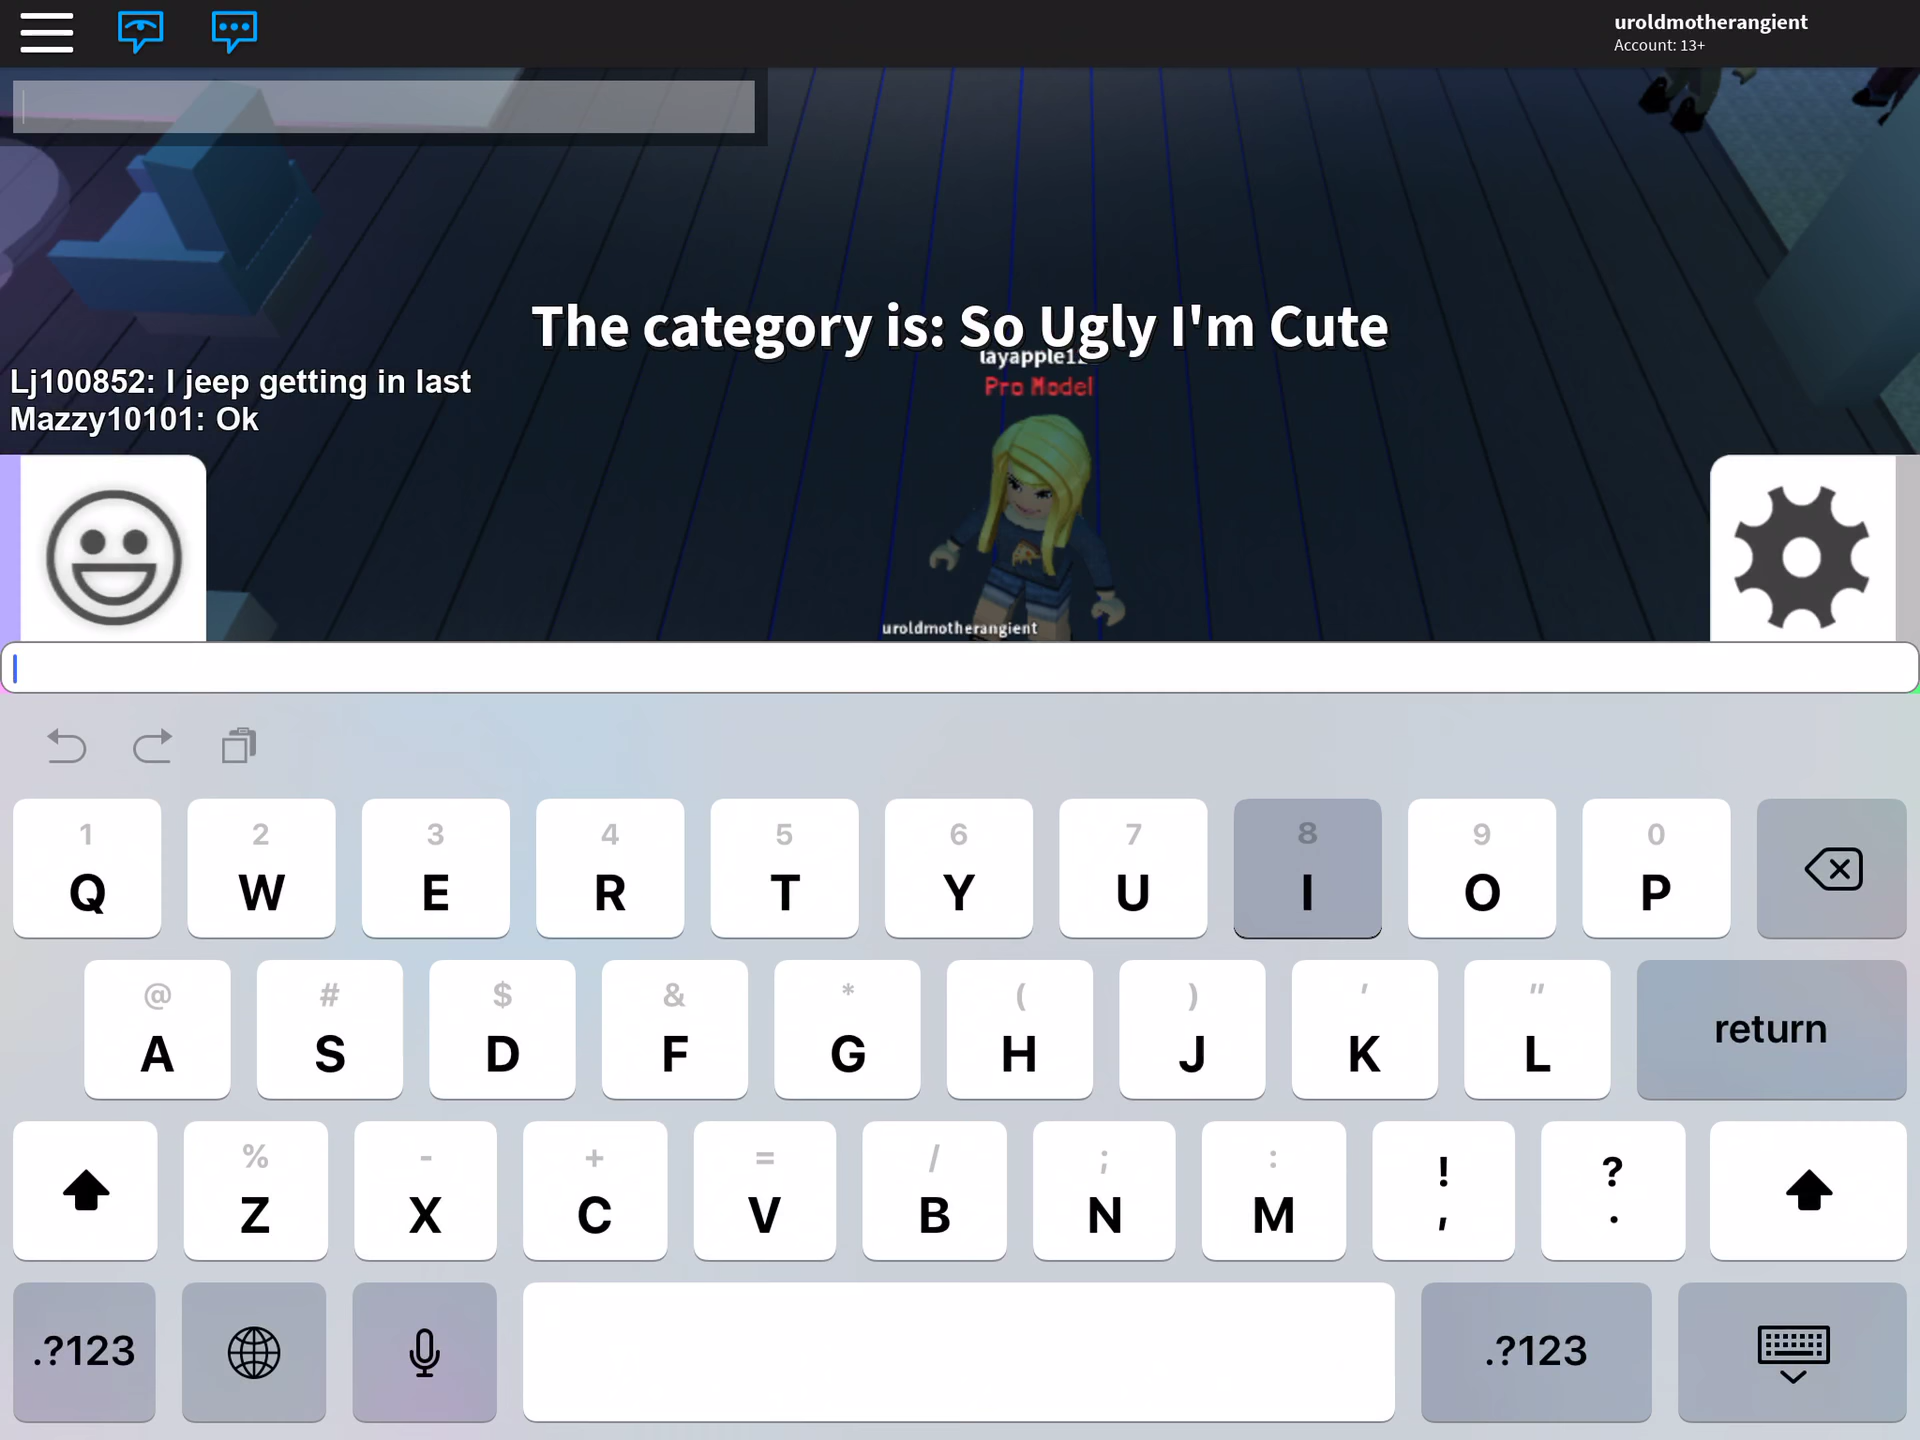 uroldmotherangient
Account: 13+
The category is: So Ugly I'm Cute
Pro Model
Lj100852: I jeep getting in last
Mazzy10101: Ok
uroldmotherangient
1 2 3 4 5 6 7 8 9 0
Q W E R T Y U I O P
@ # $ & * ( ) ' "
A S D F G H J K L return
% - + = / ; : ! ?
Z X C V B N M , .
.?123 .?123